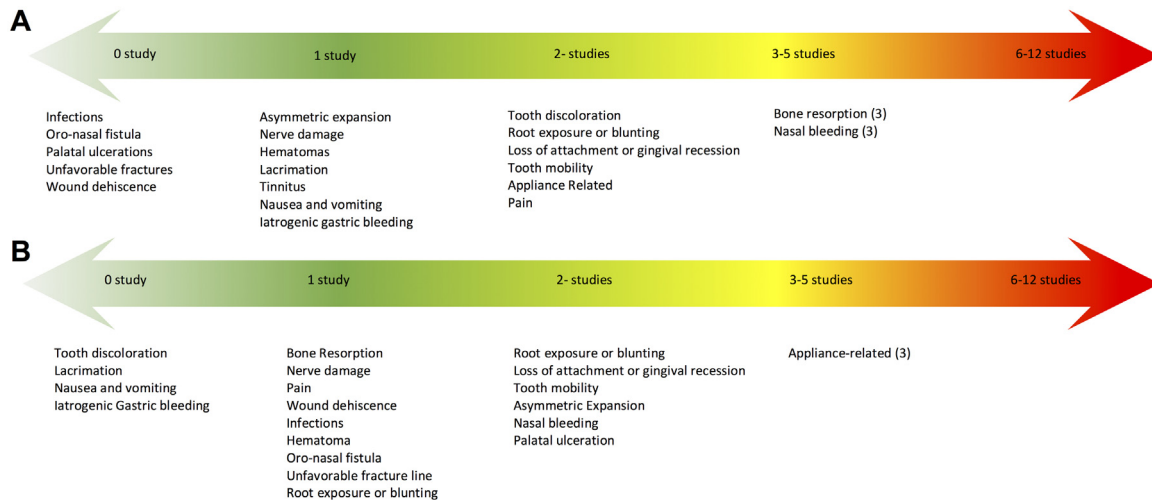 A
0 study
1 study
2- studies
3-5 studies
6-12 studies
Infections
Oro-nasal fistula
Palatal ulcerations
Unfavorable fractures
Wound dehiscence
Asymmetric expansion
Nerve damage
Hematomas
Lacrimation
Tinnitus
Nausea and vomiting
Iatrogenic gastric bleeding
Tooth discoloration
Root exposure or blunting
Loss of attachment or gingival recession
Tooth mobility
Appliance Related
Pain
Bone resorption (3)
Nasal bleeding (3)
B
0 study
1 study
2- studies
3-5 studies
6-12 studies
Tooth discoloration
Lacrimation
Nausea and vomiting
Iatrogenic Gastric bleeding
Bone Resorption
Nerve damage
Pain
Wound dehiscence
Infections
Hematoma
Oro-nasal fistula
Unfavorable fracture line
Root exposure or blunting
Root exposure or blunting
Loss of attachment or gingival recession
Tooth mobility
Asymmetric Expansion
Nasal bleeding
Palatal ulceration
Appliance-related (3)